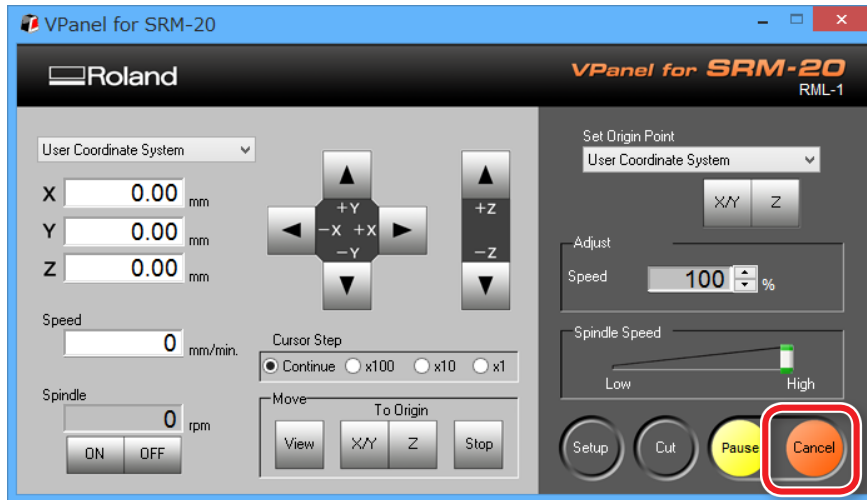 VPanel for SRM-20
Roland
VPanel for SRM-20
RML-1
User Coordinate System
X 0.00 mm
Y 0.00 mm
Z 0.00 mm
Speed
0 mm/min.
Spindle
0 rpm
ON OFF
+Y
-X +X
-Y
+Z
-Z
Cursor Step
Continue x100 x10 x1
Move
To Origin
View X/Y Z Stop
Set Origin Point
User Coordinate System
X/Y Z
Adjust
Speed 100 %
Spindle Speed
Low High
Setup Cut Pause Cancel